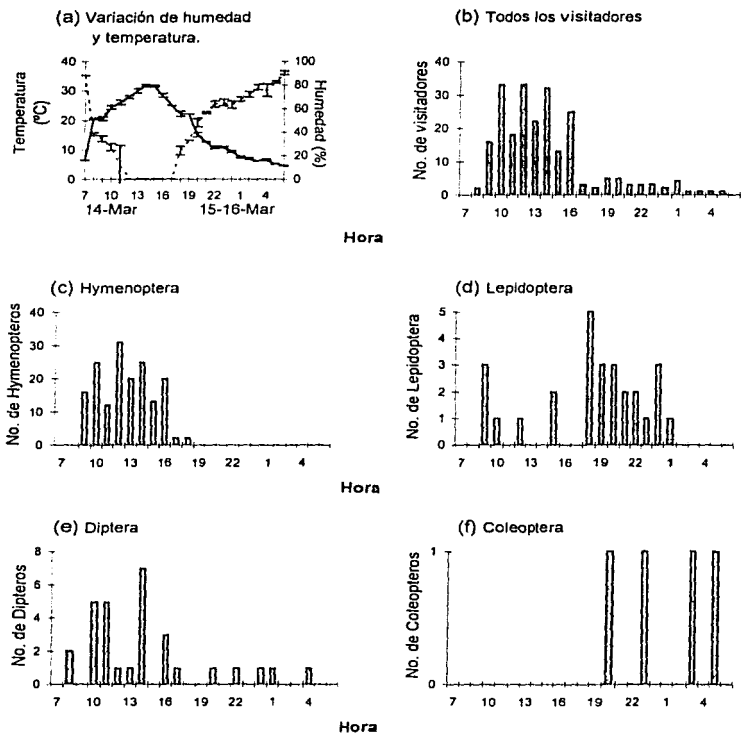 (a) Variación de humedad
y temperatura.
Temperatura
(ºC)
40
30
20
10
0
100
80
60
40
20
0
Humedad (%)
7 10 13 16 19 22 1 4
14-Mar 15-16-Mar
(b) Todos los visitadores
No. de visitadores
40
30
20
10
0
7 10 13 16 19 22 1 4
Hora
(c) Hymenoptera
No. de Hymenopteros
40
30
20
10
0
7 10 13 16 19 22 1 4
(d) Lepidoptera
No. de Lepidoptera
5
4
3
2
1
0
7 10 13 16 19 22 1 4
Hora
(e) Diptera
No. de Dipteros
8
6
4
2
0
7 10 13 16 19 22 1 4
(f) Coleoptera
No. de Coleopteros
1
0
7 10 13 16 19 22 1 4
Hora